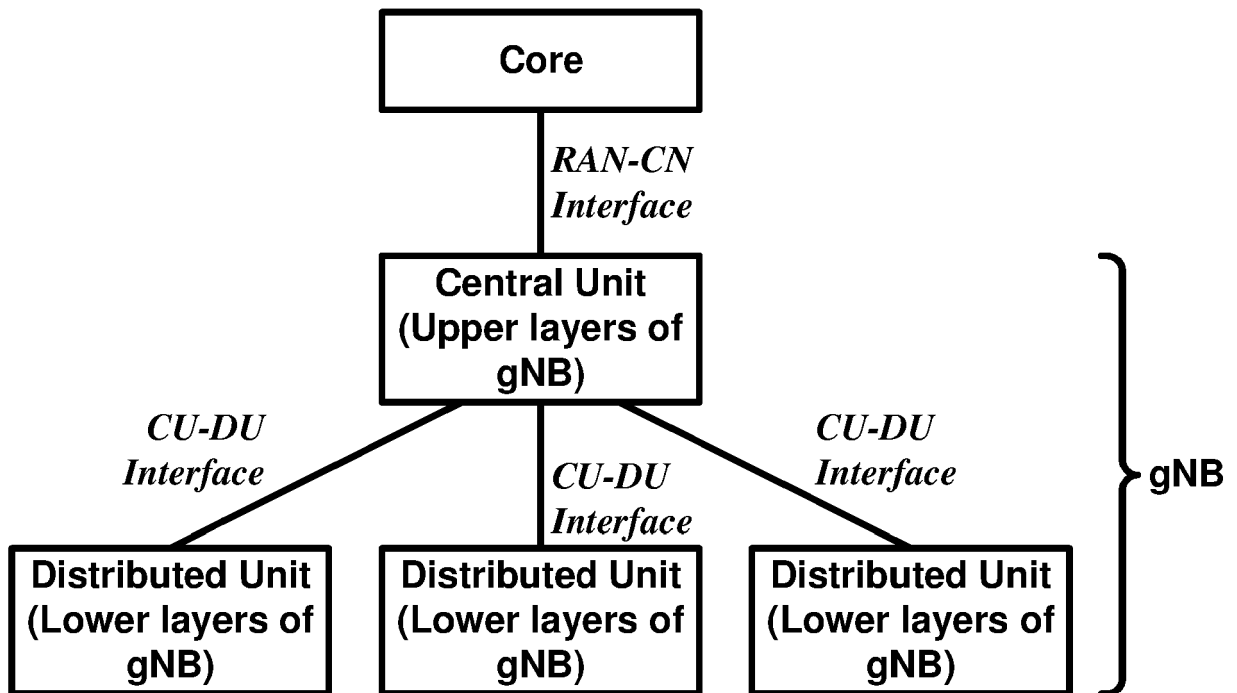 Core
RAN-CN
Interface
Central Unit
(Upper layers of
gNB)
CU-DU
Interface
CU-DU
Interface
CU-DU
Interface
gNB
Distributed Unit
(Lower layers of
gNB)
Distributed Unit
(Lower layers of
gNB)
Distributed Unit
(Lower layers of
gNB)